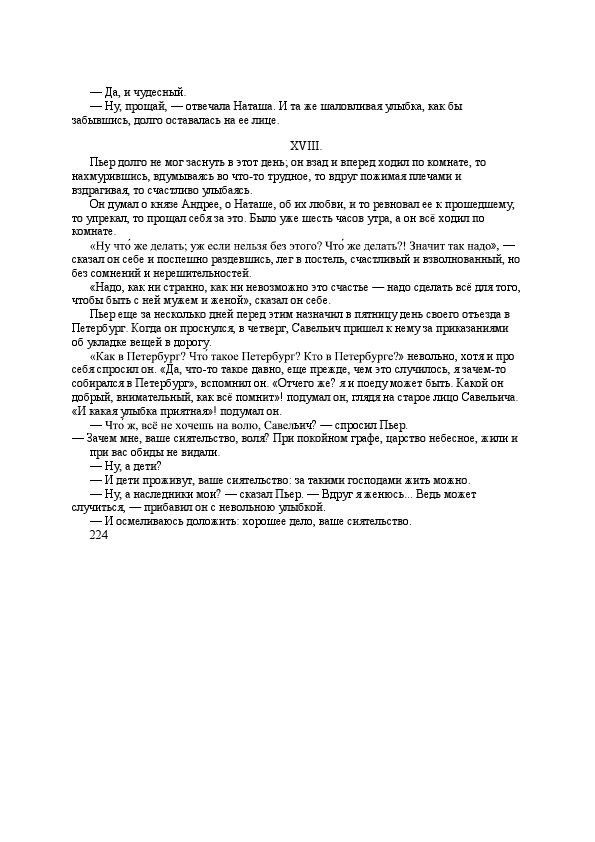 — Да, и чудесный.
— Ну, прощай, — отвечала Наташа. И та же шаловливая улыбка, как бы
забывшись, долго оставалась на ее лице.
XVIII.
Пьер долго не мог заснуть в этот день; он взад и вперед ходил по комнате, то
нахмурившись, вдумываясь во что-то трудное, то вдруг пожимая плечами и
вздрагивая, то счастливо улыбаясь.
Он думал о князе Андрее, о Наташе, об их любви, и то ревновал ее к прошедшему,
то упрекал, то прощал себя за это. Было уже шесть часов утра, а он всё ходил по
комнате.
«Ну что́ же делать; уж если нельзя без этого? Что́ же делать?! Значит так надо», —
сказал он себе и поспешно раздевшись, лег в постель, счастливый и взволнованный, но
без сомнений и нерешительностей.
«Надо, как ни странно, как ни невозможно это счастье — надо сделать всё для того,
чтобы быть с ней мужем и женой», сказал он себе.
Пьер еще за несколько дней перед этим назначил в пятницу день своего отъезда в
Петербург. Когда он проснулся, в четверг, Савельич пришел к нему за приказаниями
об укладке вещей в дорогу.
«Как в Петербург? Что́ такое Петербург? Кто в Петербурге?» невольно, хотя и про
себя спросил он. «Да, что-то такое давно, еще прежде, чем это случилось, я зачем-то
собирался в Петербург», вспомнил он. «Отчего же? я и поеду может быть. Какой он
добрый, внимательный, как всё помнит»! подумал он, глядя на старое лицо Савельича.
«И какая улыбка приятная»! подумал он.
— Что́ ж, всё не хочешь на волю, Савельич? — спросил Пьер.
— Зачем мне, ваше сиятельство, воля? При покойном графе, царство небесное, жили и
при вас обиды не видали.
— Ну, а дети?
— И дети проживут, ваше сиятельство: за такими господами жить можно.
— Ну, а наследники мои? — сказал Пьер. — Вдруг я женюсь... Ведь может
случиться, — прибавил он с невольною улыбкой.
— И осмеливаюсь доложить: хорошее дело, ваше сиятельство.
224